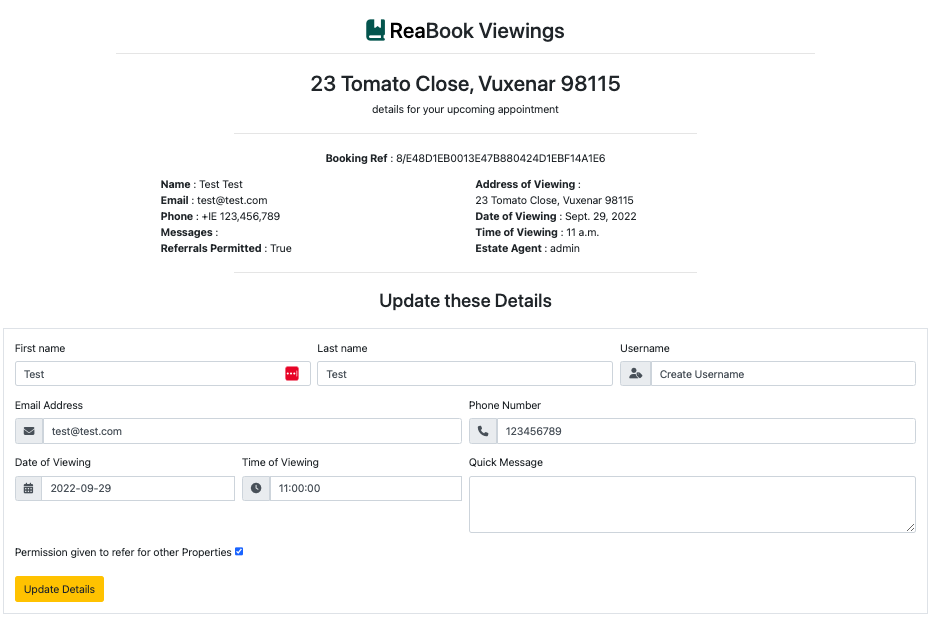 ReaBook Viewings
23 Tomato Close, Vuxenar 98115
details for your upcoming appointment
Booking Ref : 8/E48D1EB0013E47B880424D1EBF14A1E6
Name : Test Test
Email : test@test.com
Phone : +IE 123,456,789
Messages :
Referrals Permitted : True
Address of Viewing :
23 Tomato Close, Vuxenar 98115
Date of Viewing : Sept. 29, 2022
Time of Viewing : 11 a.m.
Estate Agent : admin
Update these Details
First name
Test
Last name
Test
Username
Create Username
Email Address
test@test.com
Phone Number
123456789
Date of Viewing
2022-09-29
Time of Viewing
11:00:00
Quick Message
Permission given to refer for other Properties
Update Details